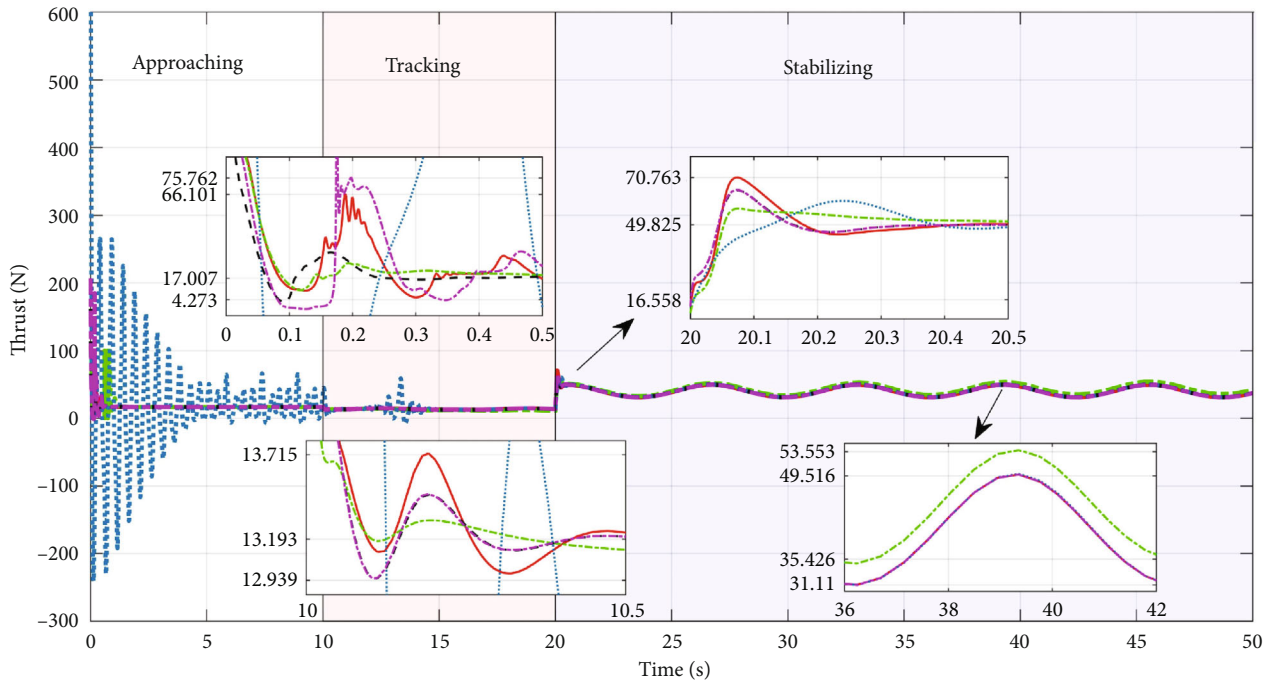 600
500
400
300
200
100
0
−100
−200
−300
Thrust (N)
Approaching
Tracking
Stabilizing
75.762
66.101
17.007
4.273
0 0.1 0.2 0.3 0.4 0.5
70.763
49.825
16.558
20 20.1 20.2 20.3 20.4 20.5
13.715
13.193
12.939
10 10.5
53.553
49.516
35.426
31.11
36 38 40 42
0 5 10 15 20 25 30 35 40 45 50
Time (s)